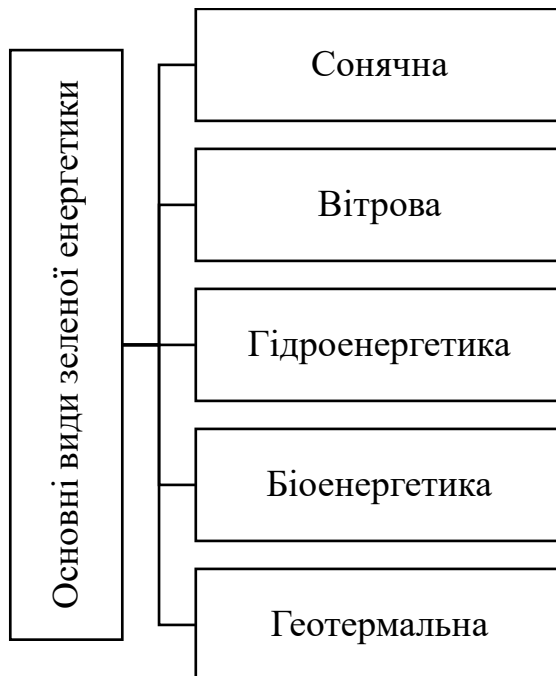 Основні види зеленої енергетики
Сонячна
Вітрова
Гідроенергетика
Біоенергетика
Геотермальна